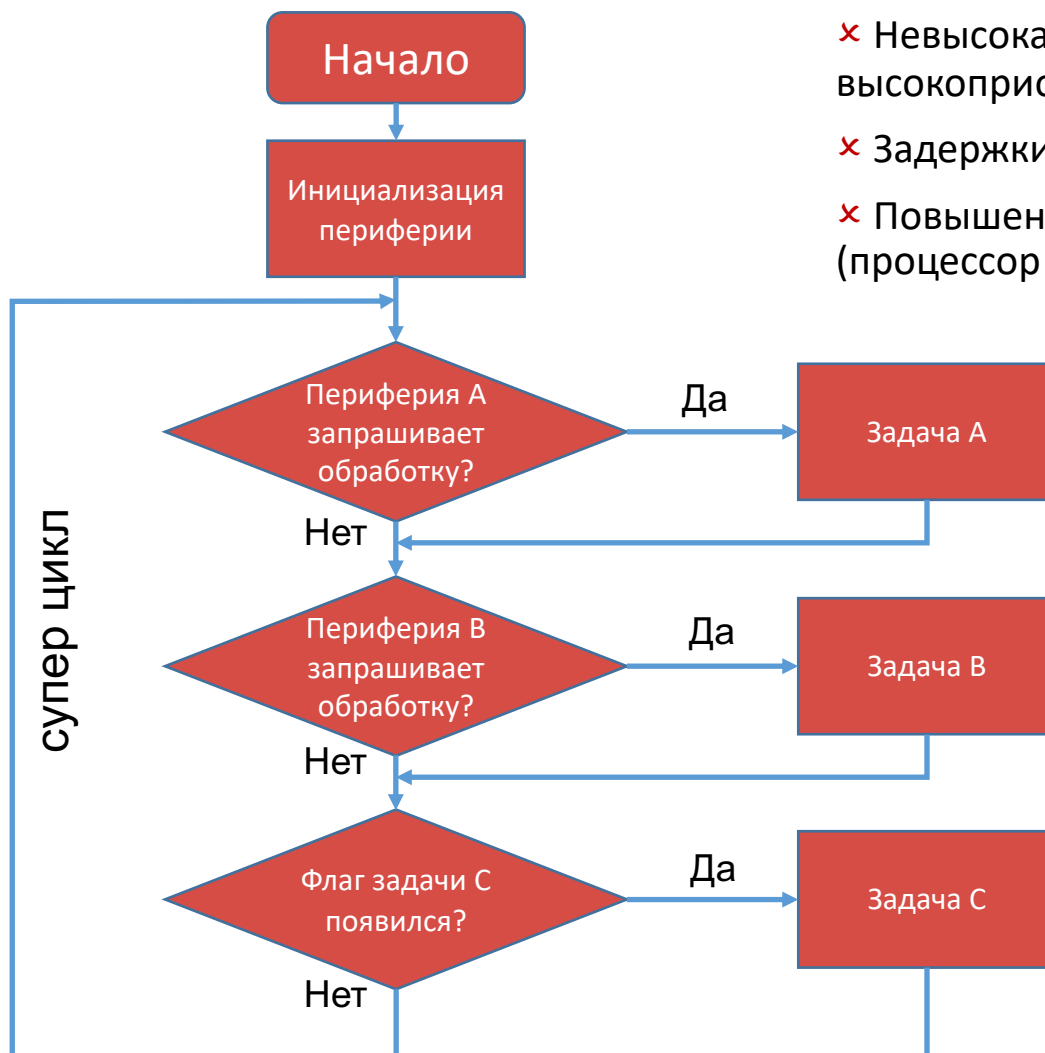 Начало
Инициализация
периферии
Периферия А
запрашивает
обработку?
Да
Задача А
Нет
Периферия В
запрашивает
обработку?
Да
Задача В
Нет
Флаг задачи С
появился?
Да
Задача С
Нет
супер цикл
× Невысока
высокоприо
× Задержки
× Повышен
(процессор